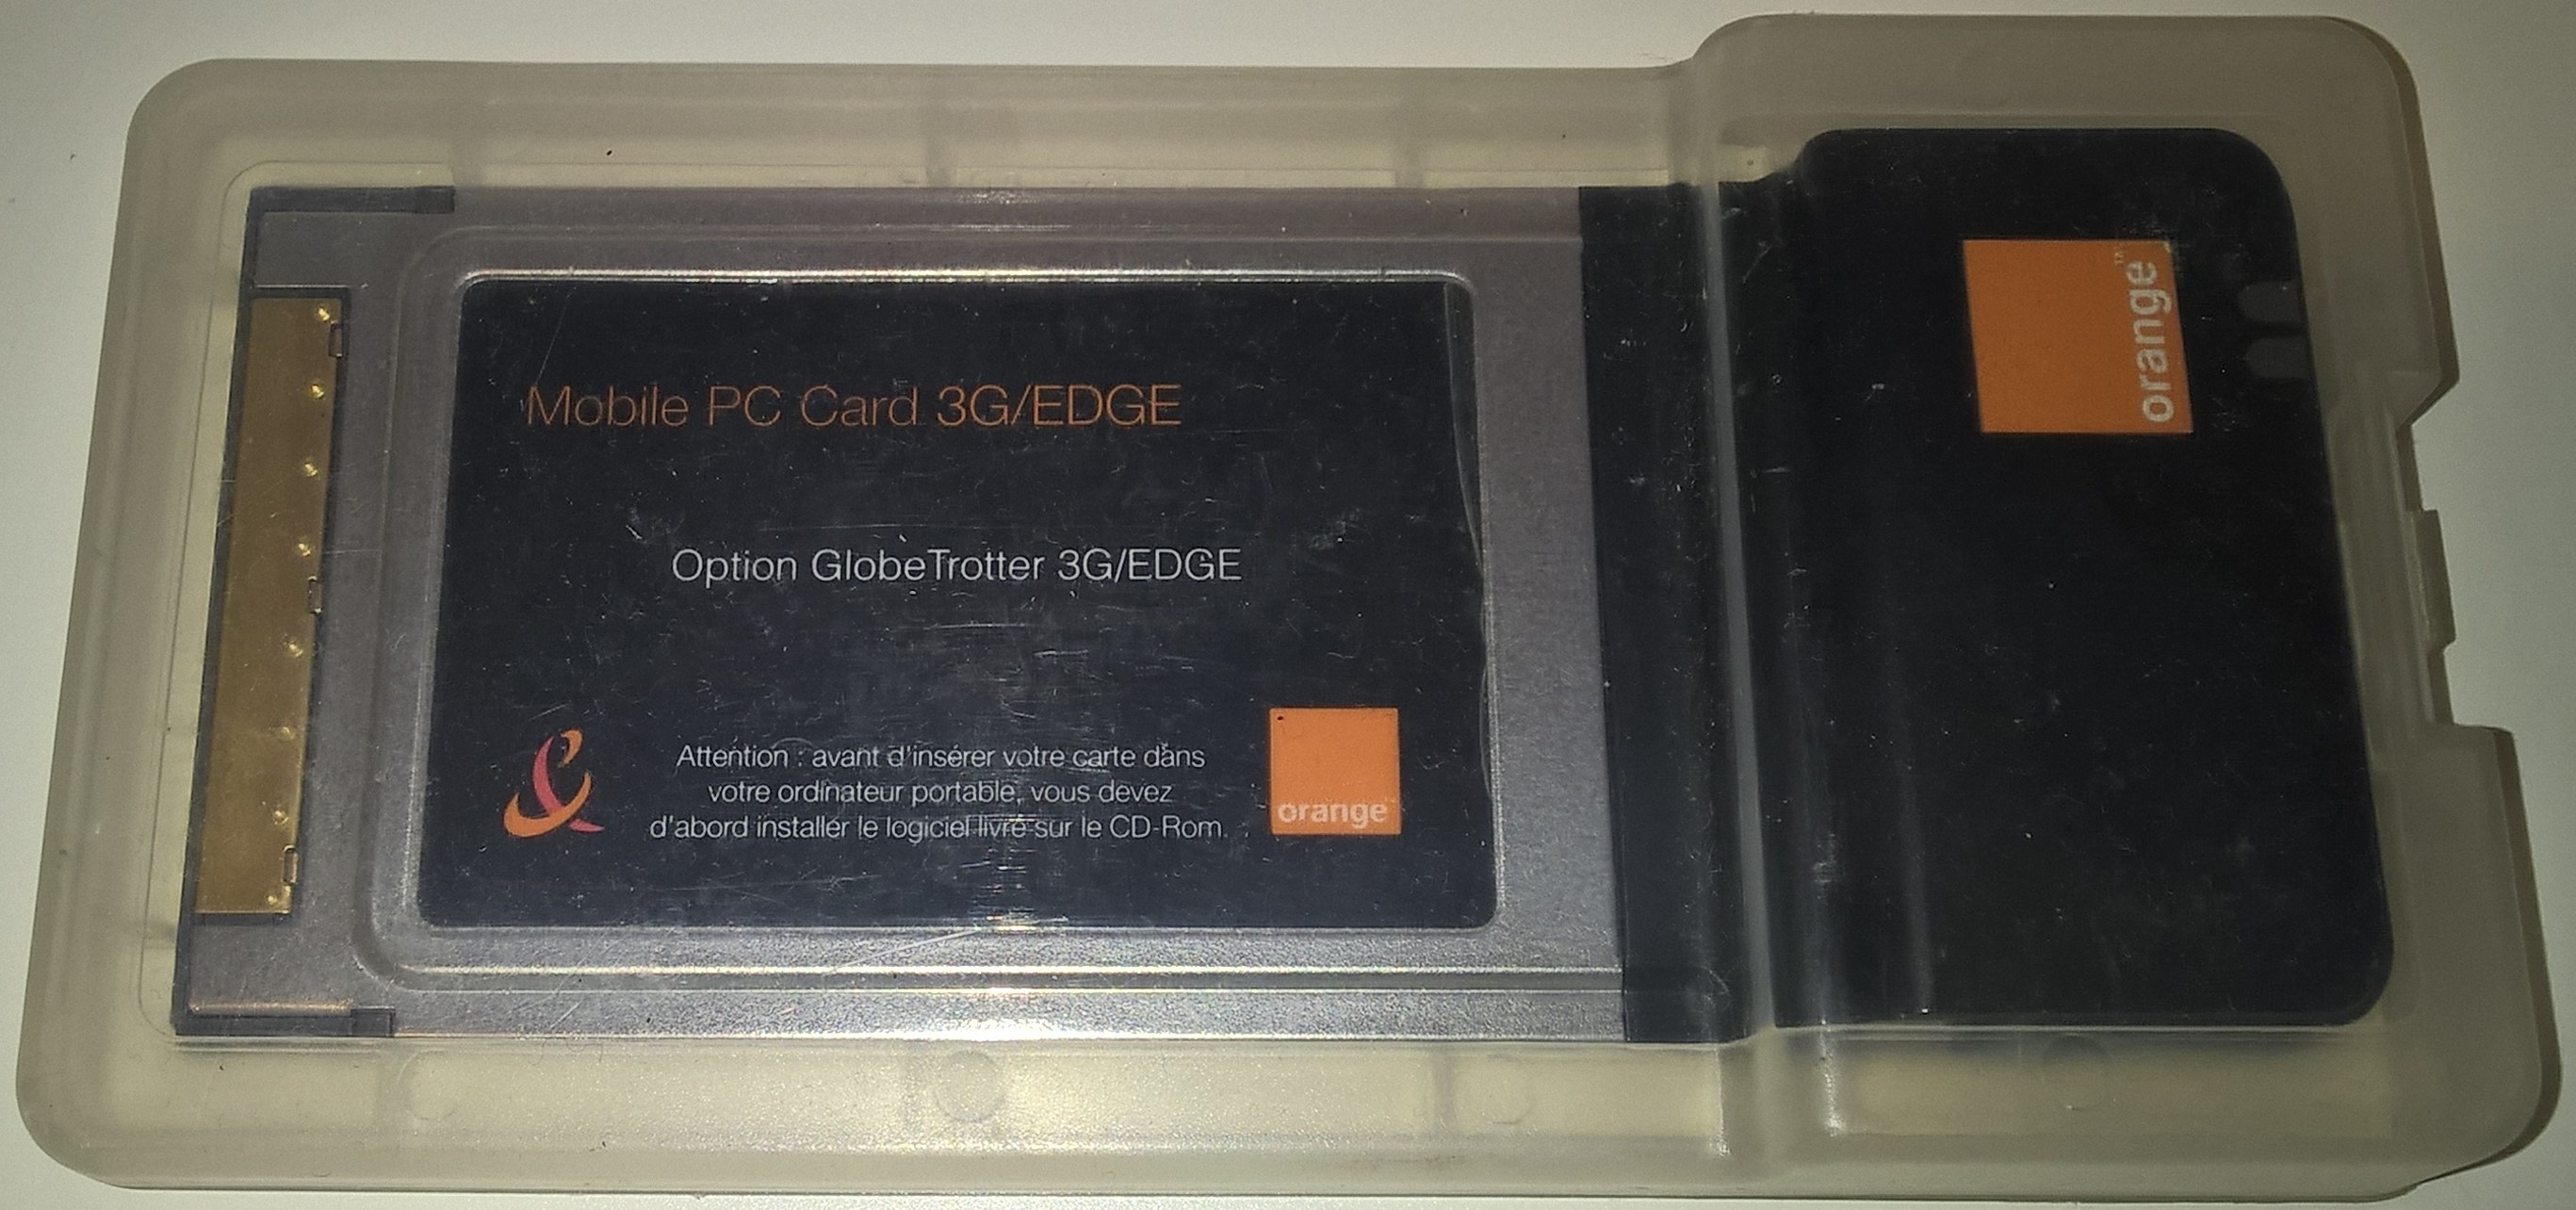 Mobile PC Card 3G/EDGE
Option GlobeTrotter 3G/EDGE
Attention : avant d'insérer votre carte dans
votre ordinateur portable, vous devez
d'abord installer le logiciel livré sur le CD-Rom.
orange
orange™